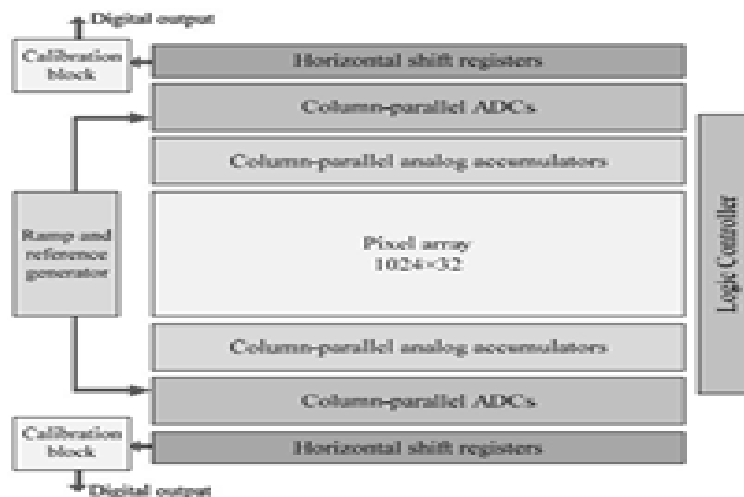 Digital output
Calibration
block
Horizontal shift registers
Column-parallel ADCs
Column-parallel analog accumulators
Ramp and
reference
generator
Pixel array
1024×32
Logic Controller
Column-parallel analog accumulators
Column-parallel ADCs
Calibration
block
Horizontal shift registers
Digital output